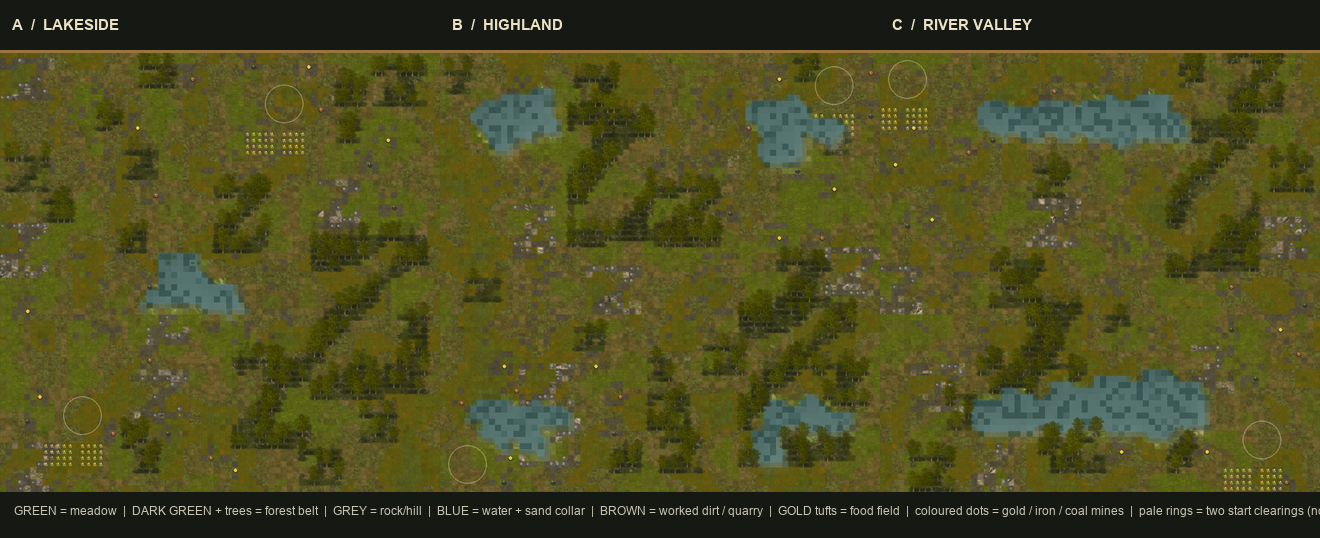 A / LAKESIDE
B / HIGHLAND
C / RIVER VALLEY
GREEN = meadow | DARK GREEN + trees = forest belt | GREY = rock/hill | BLUE = water + sand collar | BROWN = worked dirt / quarry | GOLD tufts = food field | coloured dots = gold / iron / coal mines | pale rings = two start clearings (no